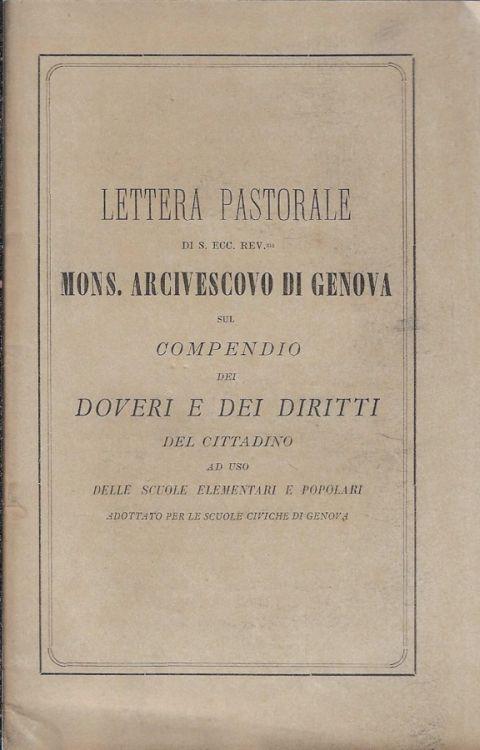 LETTERA PASTORALE
DI S. ECC. REV.ma
MONS. ARCIVESCOVO DI GENOVA
SUL
COMPENDIO
DEI
DOVERI E DEI DIRITTI
DEL CITTADINO
AD USO
DELLE SCUOLE ELEMENTARI E POPOLARI
ADOTTATO PER LE SCUOLE CIVICHE DI GENOVA